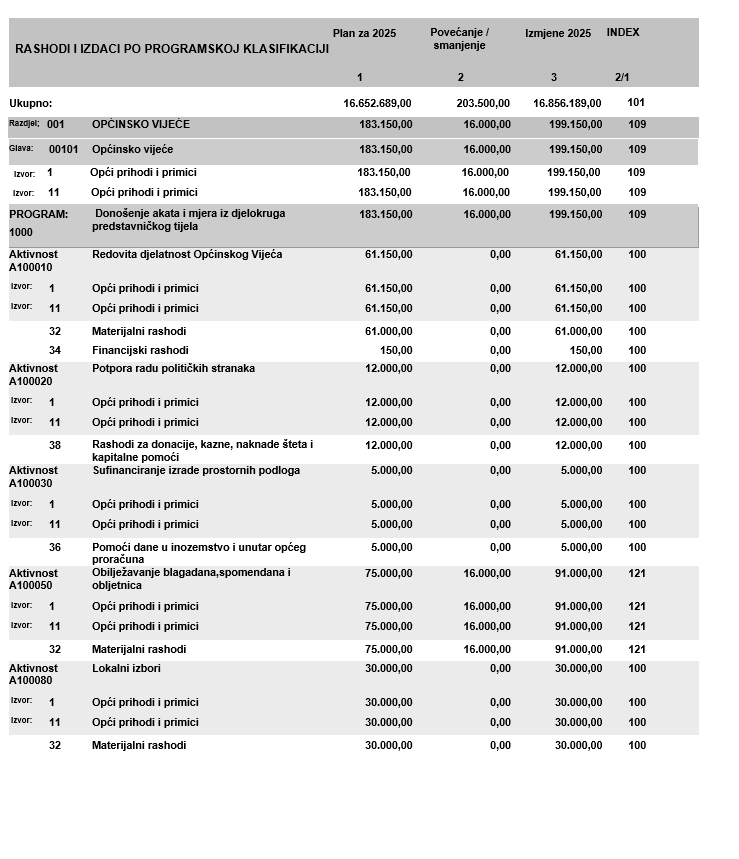 RASHODI I IZDACI PO PROGRAMSKOJ KLASIFIKACIJI Plan za 2025 Povećanje / smanjenje Izmjene 2025 INDEX
1 2 3 2/1
Ukupno: 16.652.689,00 203.500,00 16.856.189,00 101
Razdjel; 001 OPĆINSKO VIJEĆE 183.150,00 16.000,00 199.150,00 109
Glava: 00101 Općinsko vijeće 183.150,00 16.000,00 199.150,00 109
Izvor: 1 Opći prihodi i primici 183.150,00 16.000,00 199.150,00 109
Izvor: 11 Opći prihodi i primici 183.150,00 16.000,00 199.150,00 109
PROGRAM: Donošenje akata i mjera iz djelokruga 183.150,00 16.000,00 199.150,00 109
1000 predstavničkog tijela
Aktivnost Redovita djelatnost Općinskog Vijeća 61.150,00 0,00 61.150,00 100
A100010
Izvor: 1 Opći prihodi i primici 61.150,00 0,00 61.150,00 100
Izvor: 11 Opći prihodi i primici 61.150,00 0,00 61.150,00 100
32 Materijalni rashodi 61.000,00 0,00 61.000,00 100
34 Financijski rashodi 150,00 0,00 150,00 100
Aktivnost Potpora radu političkih stranaka 12.000,00 0,00 12.000,00 100
A100020
Izvor: 1 Opći prihodi i primici 12.000,00 0,00 12.000,00 100
Izvor: 11 Opći prihodi i primici 12.000,00 0,00 12.000,00 100
38 Rashodi za donacije, kazne, naknade šteta i 12.000,00 0,00 12.000,00 100
kapitalne pomoći
Aktivnost Sufinanciranje izrade prostornih podloga 5.000,00 0,00 5.000,00 100
A100030
Izvor: 1 Opći prihodi i primici 5.000,00 0,00 5.000,00 100
Izvor: 11 Opći prihodi i primici 5.000,00 0,00 5.000,00 100
36 Pomoći dane u inozemstvo i unutar općeg 5.000,00 0,00 5.000,00 100
proračuna
Aktivnost Obilježavanje blagadana,spomendana i 75.000,00 16.000,00 91.000,00 121
A100050 obljetnica
Izvor: 1 Opći prihodi i primici 75.000,00 16.000,00 91.000,00 121
Izvor: 11 Opći prihodi i primici 75.000,00 16.000,00 91.000,00 121
32 Materijalni rashodi 75.000,00 16.000,00 91.000,00 121
Aktivnost Lokalni izbori 30.000,00 0,00 30.000,00 100
A100080
Izvor: 1 Opći prihodi i primici 30.000,00 0,00 30.000,00 100
Izvor: 11 Opći prihodi i primici 30.000,00 0,00 30.000,00 100
32 Materijalni rashodi 30.000,00 0,00 30.000,00 100